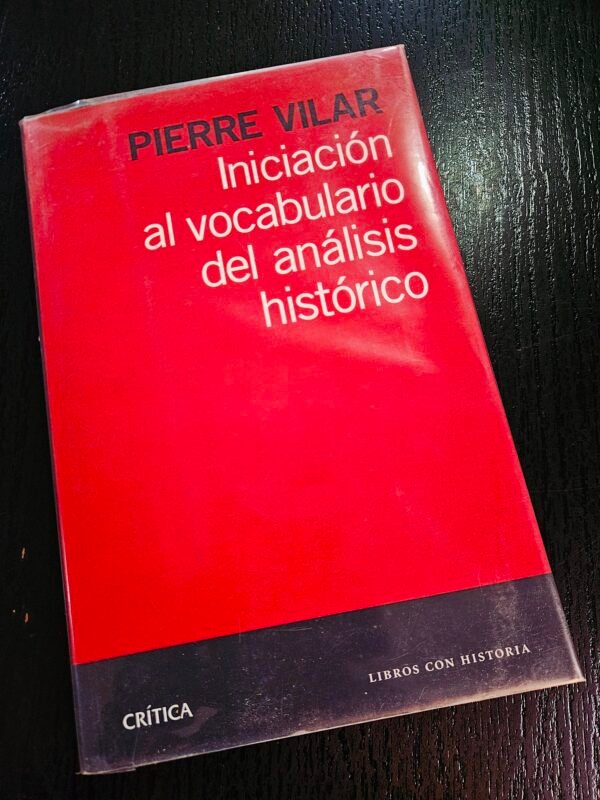 PIERRE VILAR
Iniciación
al vocabulario
del análisis
histórico
LIBROS CON HISTORIA
CRÍTICA